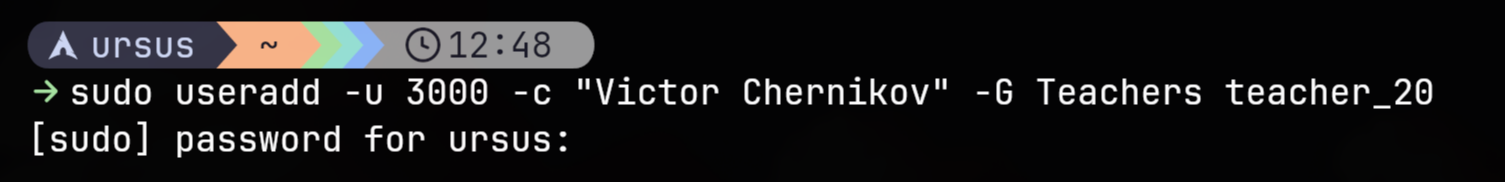 ursus ~ 12:48
→ sudo useradd -u 3000 -c "Victor Chernikov" -G Teachers teacher_20
[sudo] password for ursus: